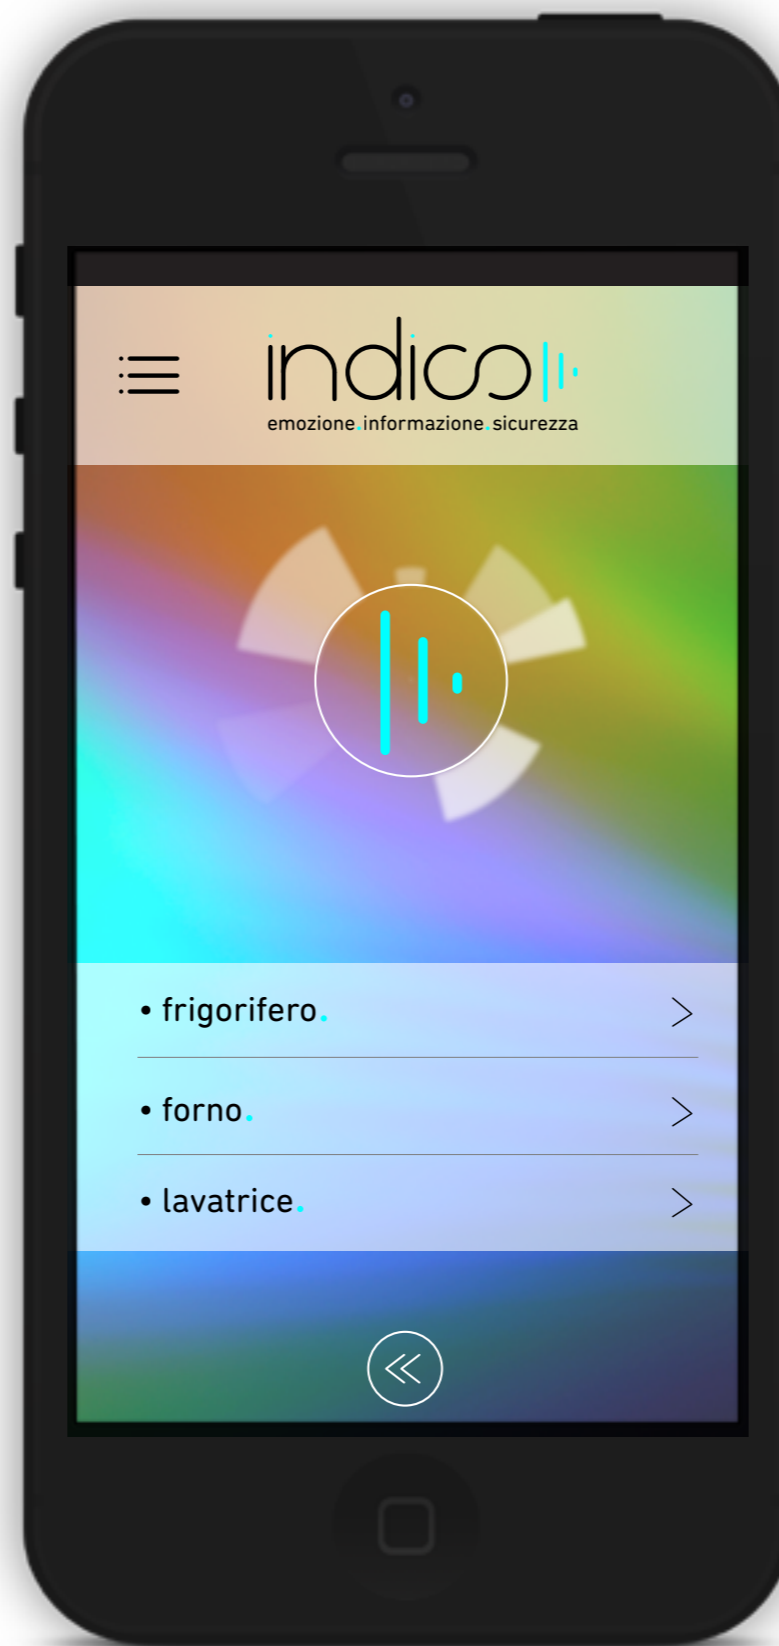 indico
emozione.informazione.sicurezza
• frigorifero.
• forno.
• lavatrice.